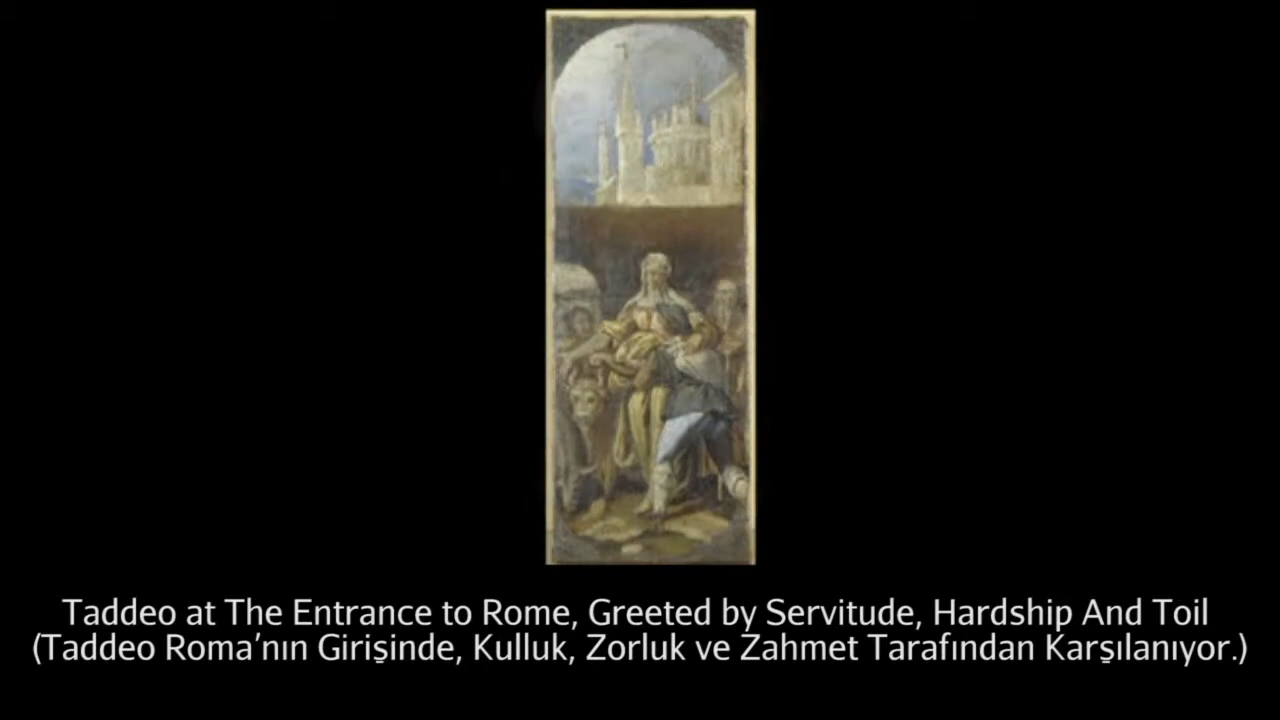 Taddeo at The Entrance to Rome, Greeted by Servitude, Hardship And Toil
(Taddeo Roma’nın Girişinde, Kulluk, Zorluk ve Zahmet Tarafından Karşılanıyor.)